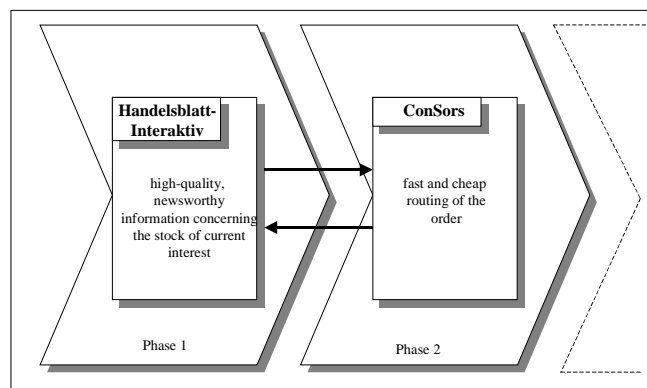 Handelsblatt-
Interaktiv
high-quality,
newsworthy
information concerning
the stock of current
interest
Phase 1
ConSors
fast and cheap
routing of the
order
Phase 2